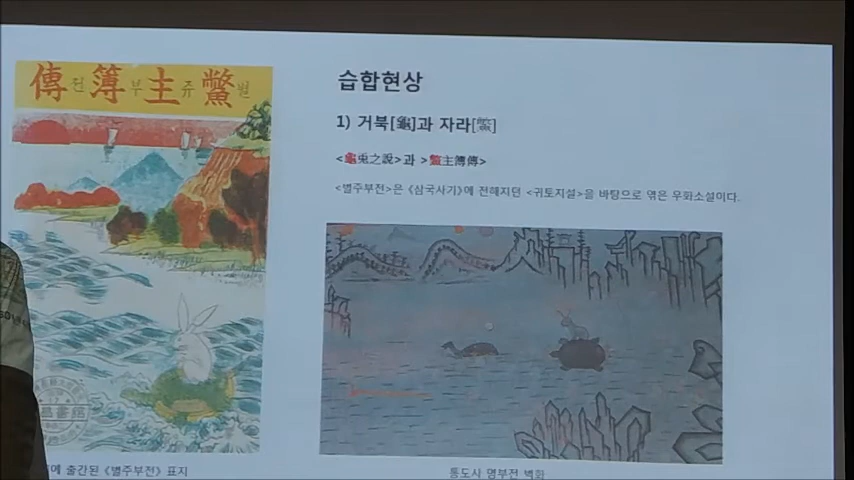 傳전簿부主쥬鱉별
습합현상
1) 거북[龜]과 자라[鱉]
<龜兎之說>과 >鱉主簿傳>
<별주부전>은 《삼국사기》에 전해지던 <귀토지설>을 바탕으로 엮은 우화소설이다.
에 출간된 《별주부전》 표지
통도사 명부전 벽화